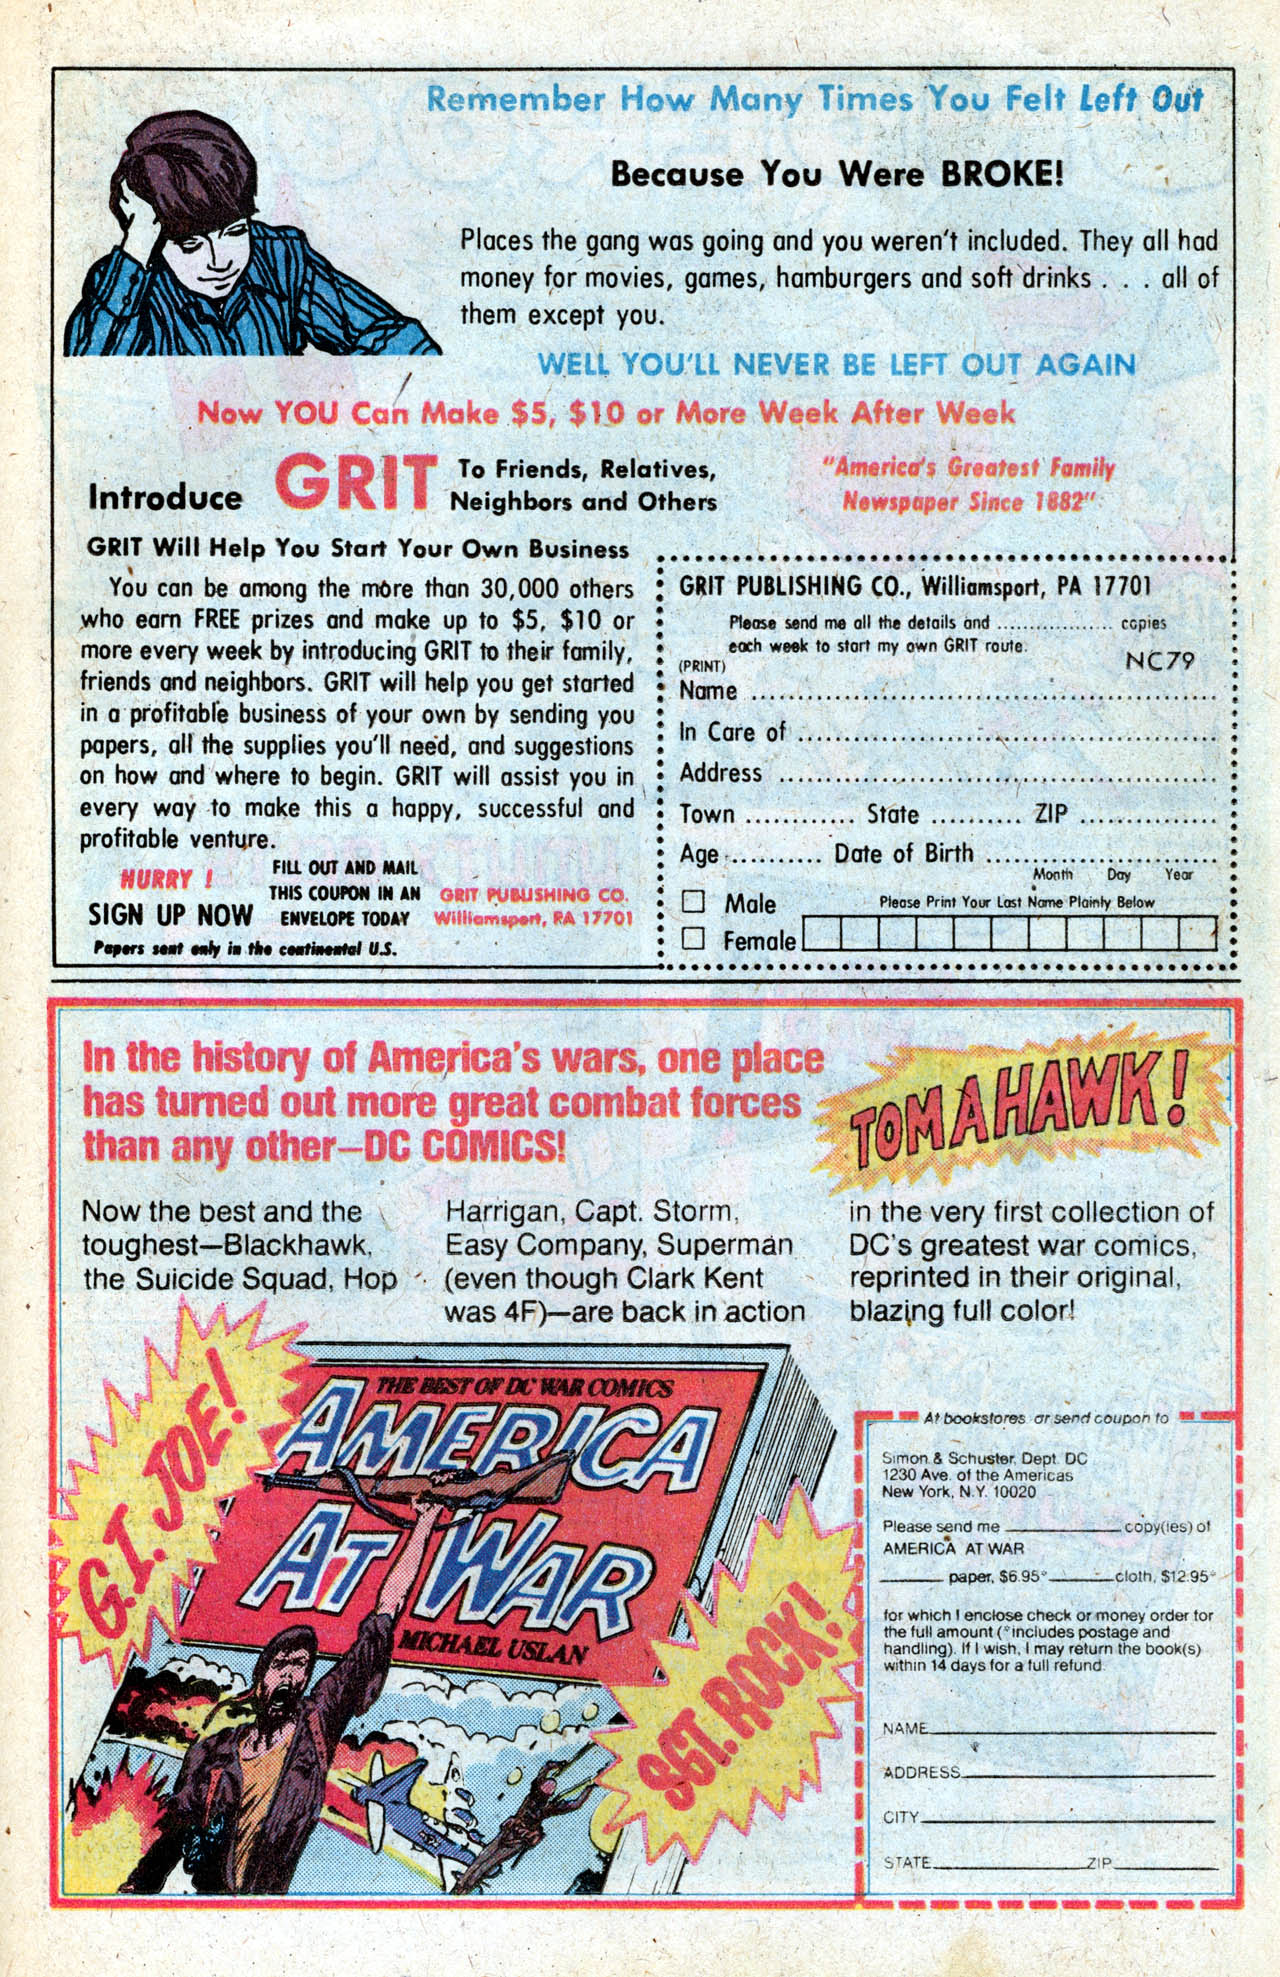 Remember How Many Times You Felt Left Out
Because You Were BROKE!
Places the gang was going and you weren't included. They all had
money for movies, games, hamburgers and soft drinks . . . all of
them except you.
WELL YOU'LL NEVER BE LEFT OUT AGAIN
Now YOU Can Make $5, $10 or More Week After Week
Introduce GRIT To Friends, Relatives,
Neighbors and Others
"America's Greatest Family
Newspaper Since 1882"
GRIT Will Help You Start Your Own Business
You can be among the more than 30,000 others
who earn FREE prizes and make up to $5, $10 or
more every week by introducing GRIT to their family,
friends and neighbors. GRIT will help you get started
in a profitable business of your own by sending you
papers, all the supplies you'll need, and suggestions
on how and where to begin. GRIT will assist you in
every way to make this a happy, successful and
profitable venture.
HURRY !
SIGN UP NOW
FILL OUT AND MAIL
THIS COUPON IN AN
ENVELOPE TODAY
GRIT PUBLISHING CO.
Williamsport, PA 17701
Papers sent only in the continental U.S.
GRIT PUBLISHING CO., Williamsport, PA 17701
Please send me all the details and .................. copies
each week to start my own GRIT route.
NC79
(PRINT)
Name ..................................................
In Care of .............................................
Address ...............................................
Town ............ State .......... ZIP ...............
Age .......... Date of Birth .........................
Month Day Year
Male
Female
Please Print Your Last Name Plainly Below
In the history of America's wars, one place
has turned out more great combat forces
than any other—DC COMICS!
TOMAHAWK!
Now the best and the
toughest—Blackhawk,
the Suicide Squad, Hop
Harrigan, Capt. Storm,
Easy Company, Superman
(even though Clark Kent
was 4F)—are back in action
in the very first collection of
DC's greatest war comics,
reprinted in their original,
blazing full color!
G.I. JOE!
THE BEST OF DC WAR COMICS
AMERICA
AT WAR
MICHAEL USLAN
SGT. ROCK!
At bookstores or send coupon to
Simon & Schuster, Dept. DC
1230 Ave. of the Americas
New York, N.Y. 10020
Please send me ______ copy(ies) of
AMERICA AT WAR
______ paper, $6.95* ______ cloth, $12.95*
for which I enclose check or money order for
the full amount (*includes postage and
handling). If I wish, I may return the book(s)
within 14 days for a full refund.
NAME
ADDRESS
CITY
STATE ZIP